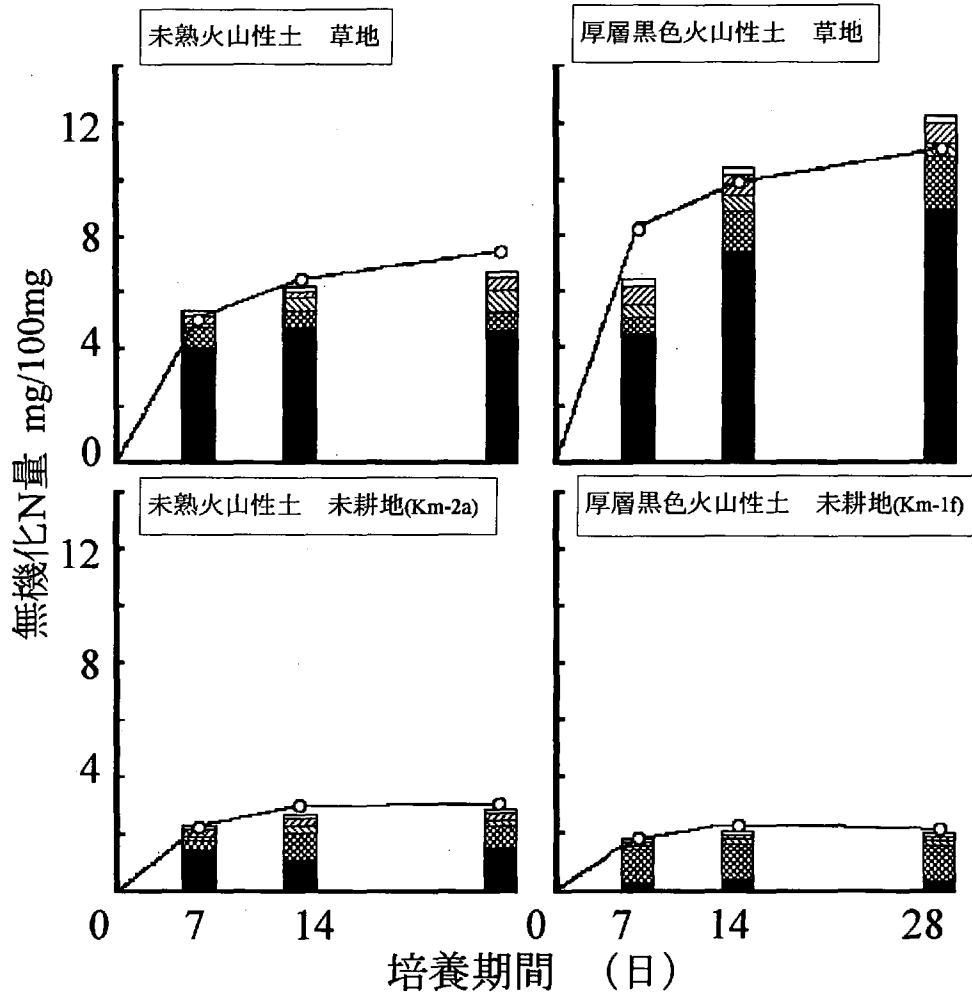 未熟火山性土 草地
厚層黒色火山性土 草地
12
8
4
0
無機化N量 mg/100mg
未熟火山性土 未耕地(Km-2a)
厚層黒色火山性土 未耕地(Km-1f)
12
8
4
0 7 14 0 7 14 28
培養期間 (日)